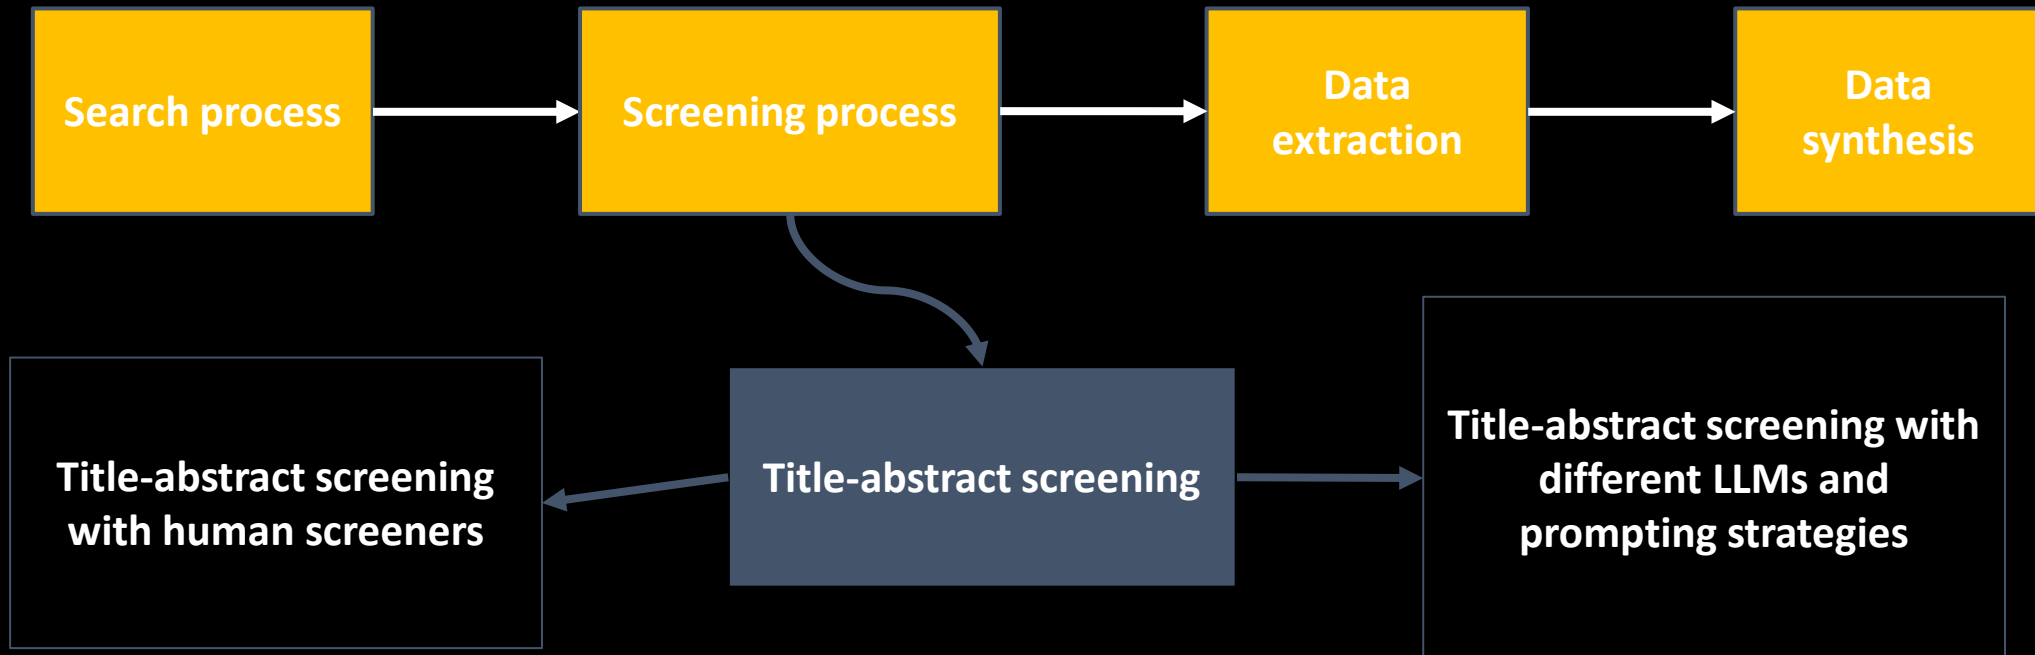 Search process
Screening process
Data
extraction
Data
synthesis
Title-abstract screening
with human screeners
Title-abstract screening
Title-abstract screening with
different LLMs and
prompting strategies